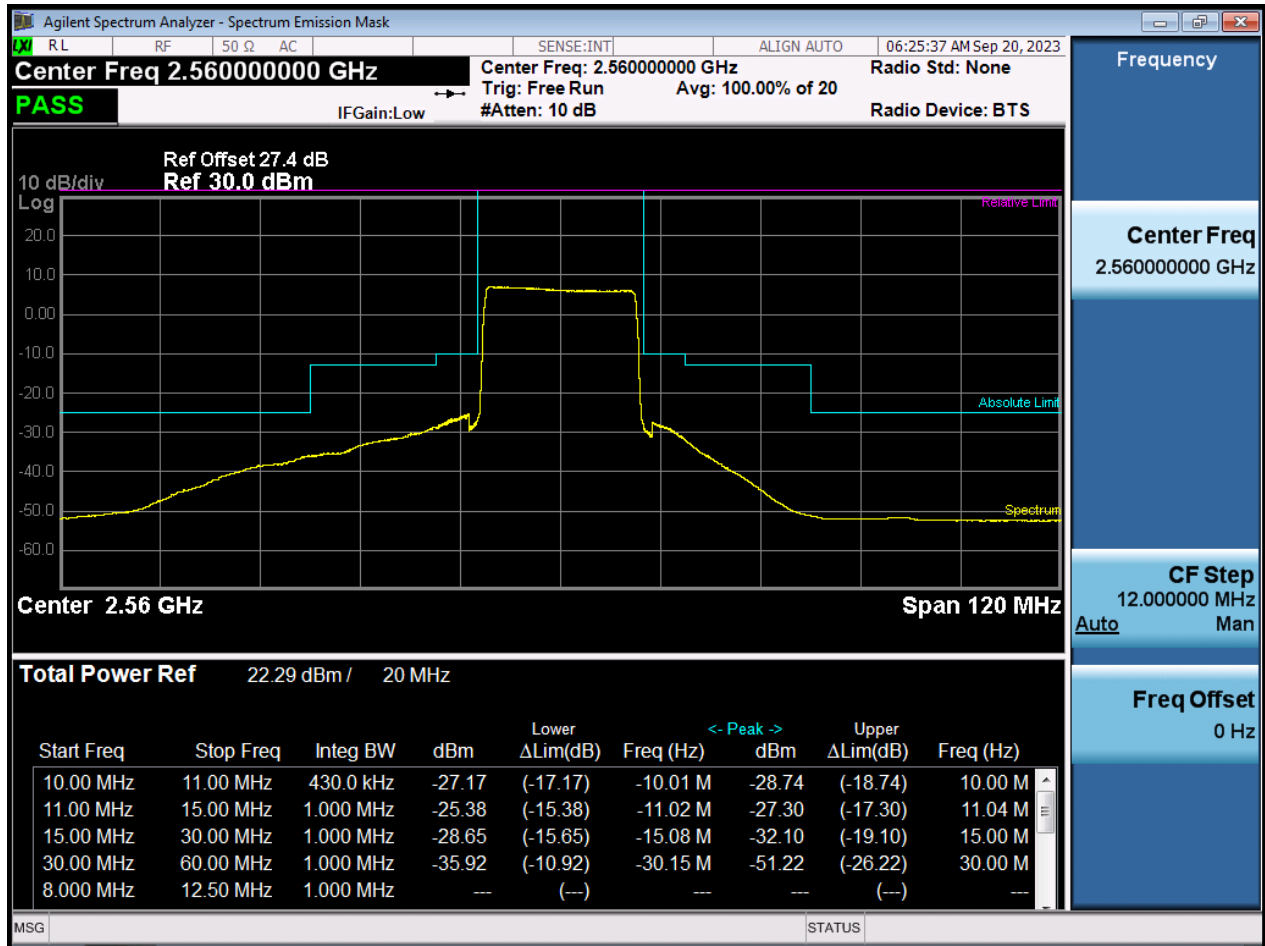 Agilent Spectrum Analyzer - Spectrum Emission Mask
LXI RL RF 50 Ω AC SENSE:INT ALIGN AUTO 06:25:37 AM Sep 20, 2023
Center Freq 2.560000000 GHz
Center Freq: 2.560000000 GHz Radio Std: None
Trig: Free Run Avg: 100.00% of 20
PASS
IFGain:Low #Atten: 10 dB Radio Device: BTS
Ref Offset 27.4 dB
10 dB/div Ref 30.0 dBm
Log
Relative Limit
20.0
10.0
0.00
-10.0
-20.0
Absolute Limit
-30.0
-40.0
-50.0
Spectrum
-60.0
Center 2.56 GHz Span 120 MHz
Total Power Ref 22.29 dBm / 20 MHz
Lower <- Peak -> Upper
Start Freq Stop Freq Integ BW dBm ΔLim(dB) Freq (Hz) dBm ΔLim(dB) Freq (Hz)
10.00 MHz 11.00 MHz 430.0 kHz -27.17 (-17.17) -10.01 M -28.74 (-18.74) 10.00 M
11.00 MHz 15.00 MHz 1.000 MHz -25.38 (-15.38) -11.02 M -27.30 (-17.30) 11.04 M
15.00 MHz 30.00 MHz 1.000 MHz -28.65 (-15.65) -15.08 M -32.10 (-19.10) 15.00 M
30.00 MHz 60.00 MHz 1.000 MHz -35.92 (-10.92) -30.15 M -51.22 (-26.22) 30.00 M
8.000 MHz 12.50 MHz 1.000 MHz --- (---) --- --- (---) ---
MSG STATUS
Frequency
Center Freq
2.560000000 GHz
CF Step
12.000000 MHz
Auto Man
Freq Offset
0 Hz